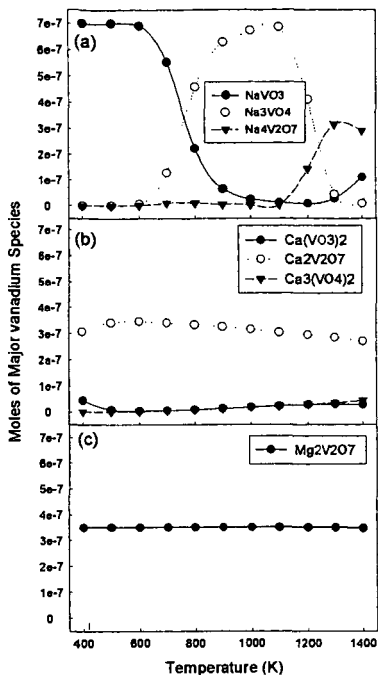 Moles of Major vanadium Species
7e-7
6e-7
5e-7
4e-7
3e-7
2e-7
1e-7
0
(a)
NaVO3
Na3VO4
Na4V2O7
7e-7
6e-7
5e-7
4e-7
3e-7
2e-7
1e-7
0
(b)
Ca(VO3)2
Ca2V2O7
Ca3(VO4)2
7e-7
6e-7
5e-7
4e-7
3e-7
2e-7
1e-7
0
(c)
Mg2V2O7
400 600 800 1000 1200 1400
Temperature (K)